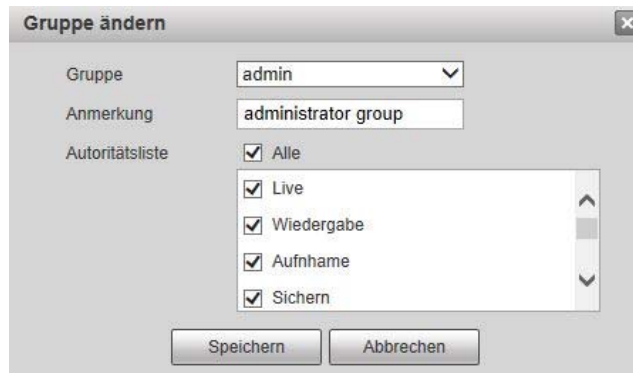 Gruppe ändern
Gruppe admin
Anmerkung administrator group
Autoritätsliste Alle
Live
Wiedergabe
Aufnhame
Sichern
Speichern Abbrechen